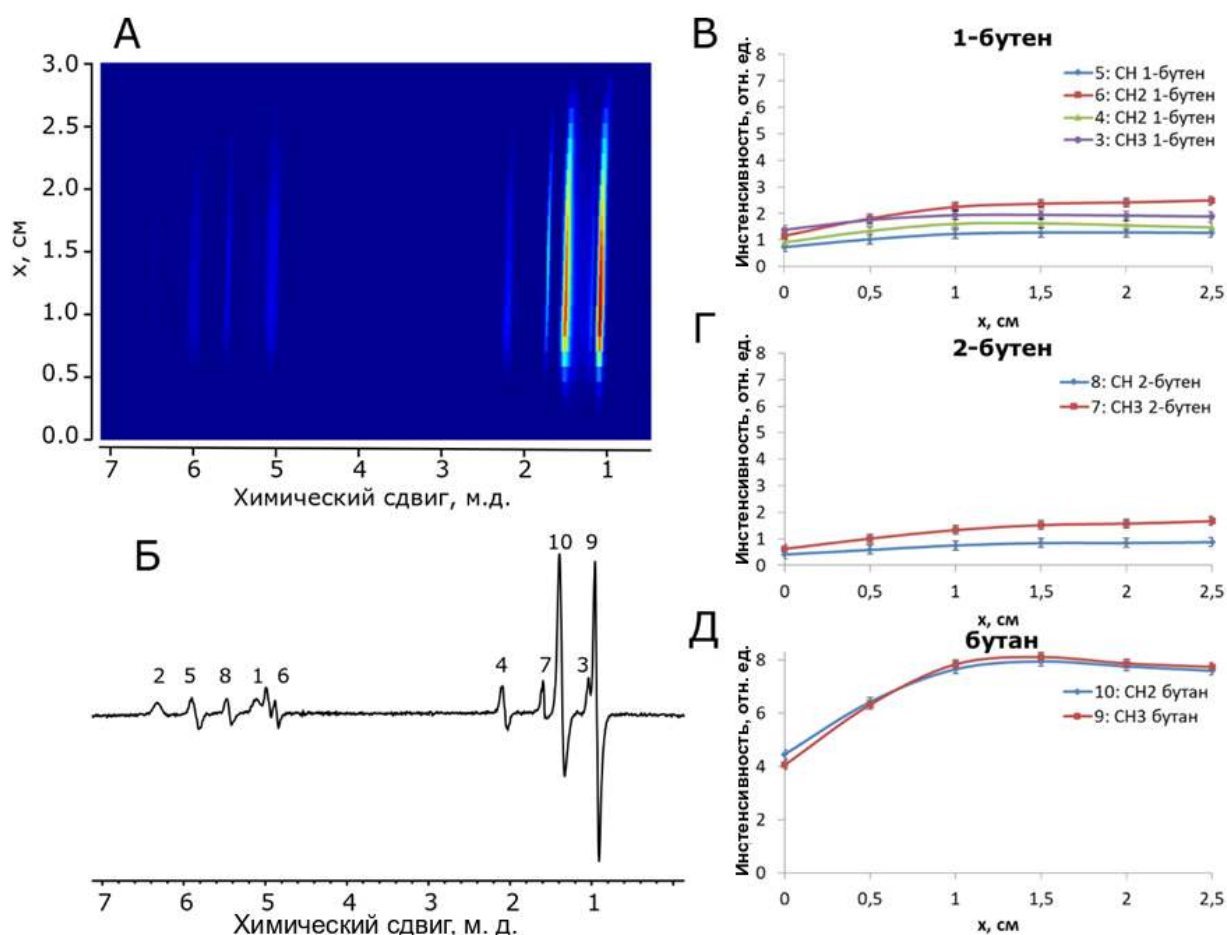 А
3.0
2.5
2.0
1.5
1.0
0.5
0.0
x, см
7 6 5 4 3 2 1
Химический сдвиг, м.д.
Б
10 9
2 5 8 1 6 4 7 3
7 6 5 4 3 2 1
Химический сдвиг, м. д.
В
1-бутен
5: CH 1-бутен
6: CH2 1-бутен
4: CH2 1-бутен
3: CH3 1-бутен
Инстенсивность, отн. ед.
8
7
6
5
4
3
2
1
0
0 0,5 1 1,5 2 2,5
x, см
Г
2-бутен
8: CH 2-бутен
7: CH3 2-бутен
Инстенсивность, отн. ед.
8
7
6
5
4
3
2
1
0
0 0,5 1 1,5 2 2,5
x, см
Д
бутан
10: CH2 бутан
9: CH3 бутан
Инстенсивность, отн. ед.
8
6
4
2
0
0 0,5 1 1,5 2 2,5
x, см